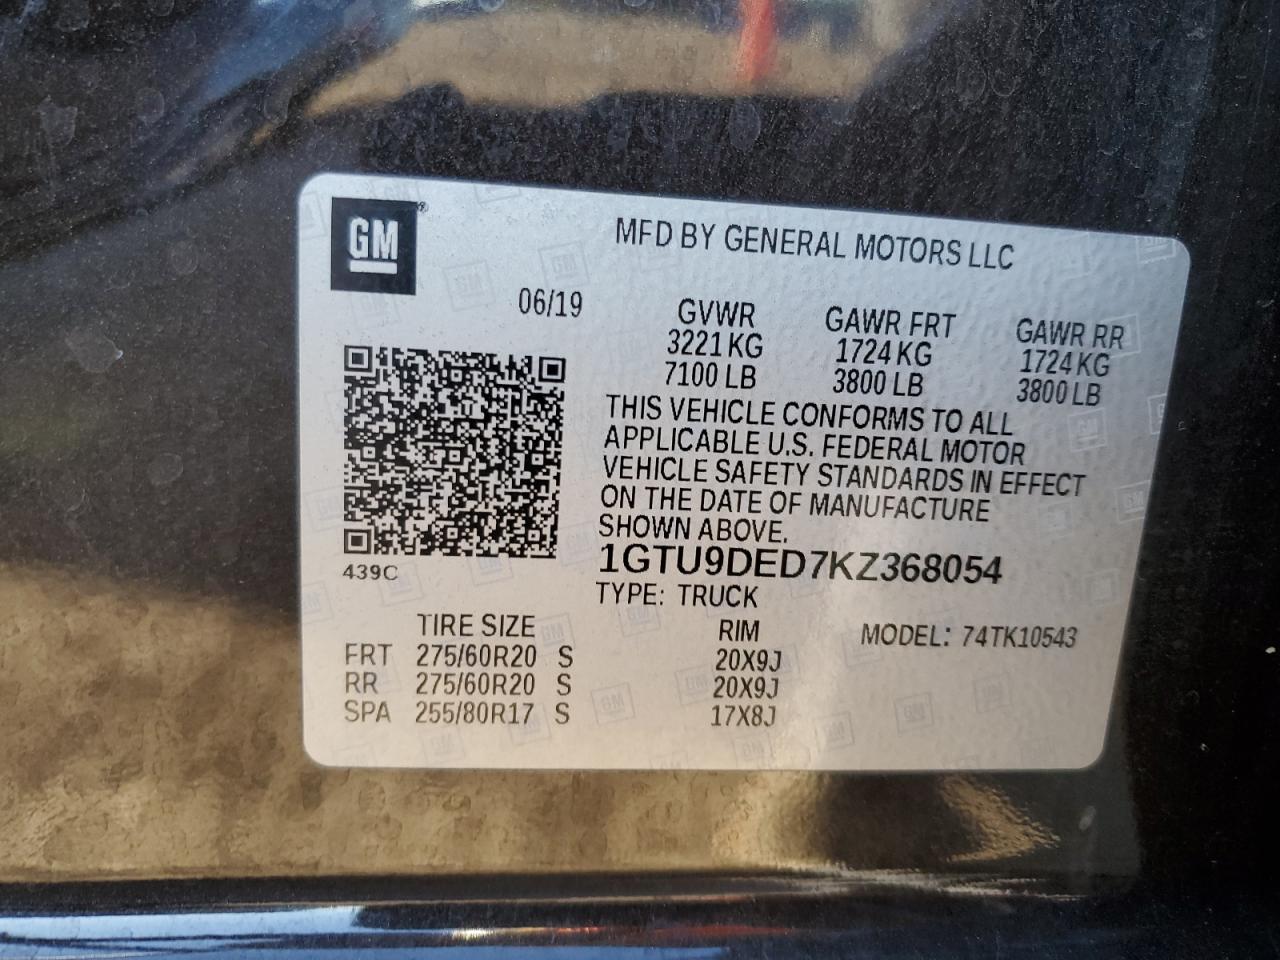 GM
MFD BY GENERAL MOTORS LLC
06/19
GVWR GAWR FRT GAWR RR
3221 KG 1724 KG 1724 KG
7100 LB 3800 LB 3800 LB
THIS VEHICLE CONFORMS TO ALL
APPLICABLE U.S. FEDERAL MOTOR
VEHICLE SAFETY STANDARDS IN EFFECT
ON THE DATE OF MANUFACTURE
SHOWN ABOVE.
1GTU9DED7KZ368054
439C
TYPE: TRUCK
TIRE SIZE RIM MODEL: 74TK10543
FRT 275/60R20 S 20X9J
RR 275/60R20 S 20X9J
SPA 255/80R17 S 17X8J